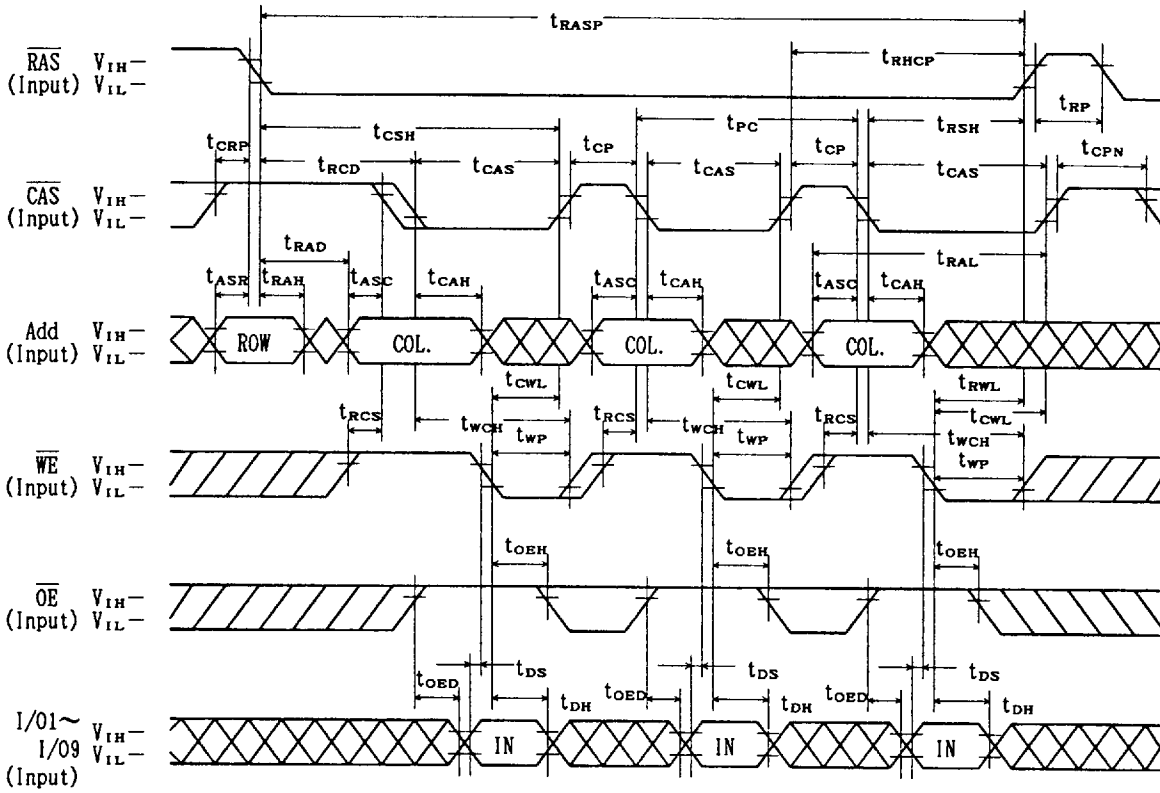 tRASP
RAS VIH
(Input) VIL
tRHCP
tRP
tCSH tPC tRSH
tCRP tRCD tCAS tCP tCAS tCP tCAS tCPN
CAS VIH
(Input) VIL
tRAD tRAL
tASR tRAH tASC tCAH tASC tCAH tASC tCAH
Add VIH
(Input) VIL
ROW COL. COL. COL.
tCWL tCWL tRWL
tCWL
tRCS tWCH tRCS tWCH tRCS tWCH
tWP tWP tWP
WE VIH
(Input) VIL
tOEH tOEH tOEH
OE VIH
(Input) VIL
tDS tDS tDS
tOED tDH tOED tDH tOED tDH
I/O1~ VIH
I/O9 VIL
(Input)
IN IN IN